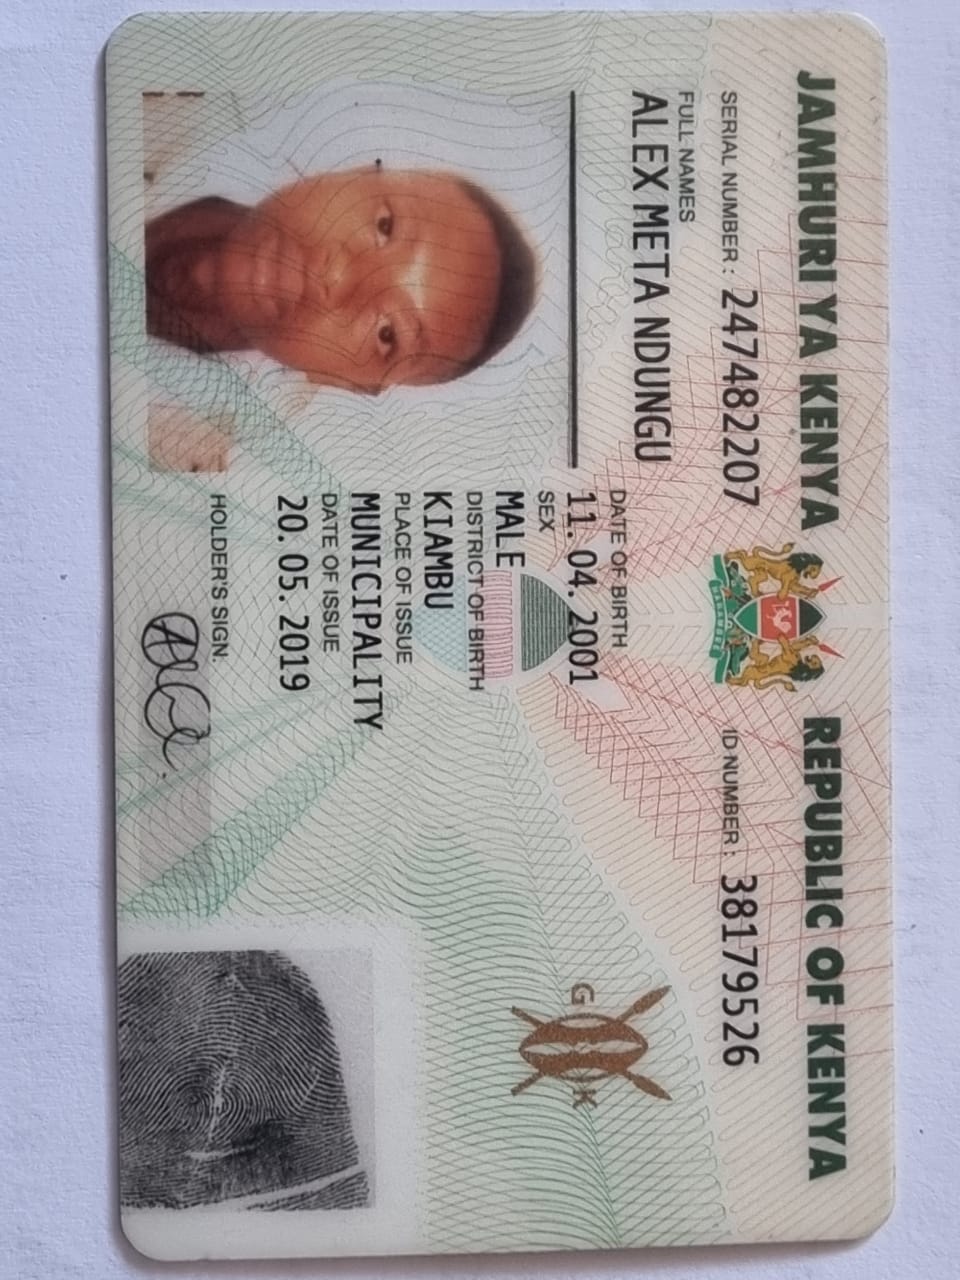 JAMHURI YA KENYA REPUBLIC OF KENYA
SERIAL NUMBER: 247482207 ID NUMBER: 38179526
HARAMBEE
FULL NAMES
ALEX META NDUNGU
DATE OF BIRTH
11.04.2001
SEX
MALE
DISTRICT OF BIRTH
KIAMBU
PLACE OF ISSUE
MUNICIPALITY
DATE OF ISSUE
20.05.2019
HOLDER'S SIGN.
G K